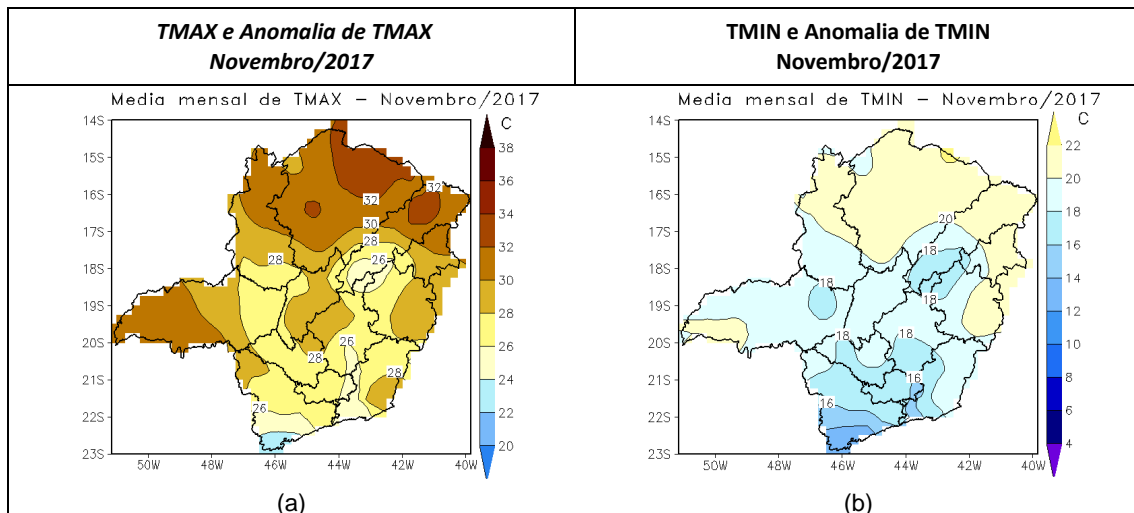 TMAX e Anomalia de TMAX
Novembro/2017
TMIN e Anomalia de TMIN
Novembro/2017
Media mensal de TMAX – Novembro/2017
C
14S
15S
16S
17S
18S
19S
20S
21S
22S
23S
50W
48W
46W
44W
42W
40W
38
36
34
32
30
28
26
24
22
20
32
32
30
28
28
26
26
28
28
26
(a)
Media mensal de TMIN – Novembro/2017
C
14S
15S
16S
17S
18S
19S
20S
21S
22S
23S
50W
48W
46W
44W
42W
40W
22
20
18
16
14
12
10
8
6
4
20
18
18
18
18
18
16
16
(b)